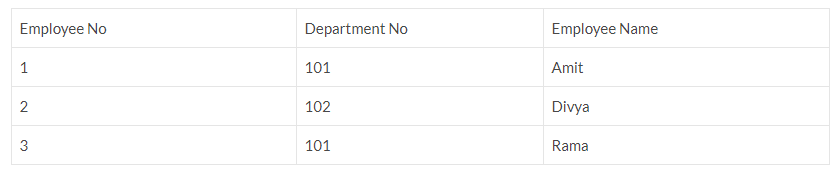 Employee No Department No Employee Name
1 101 Amit
2 102 Divya
3 101 Rama